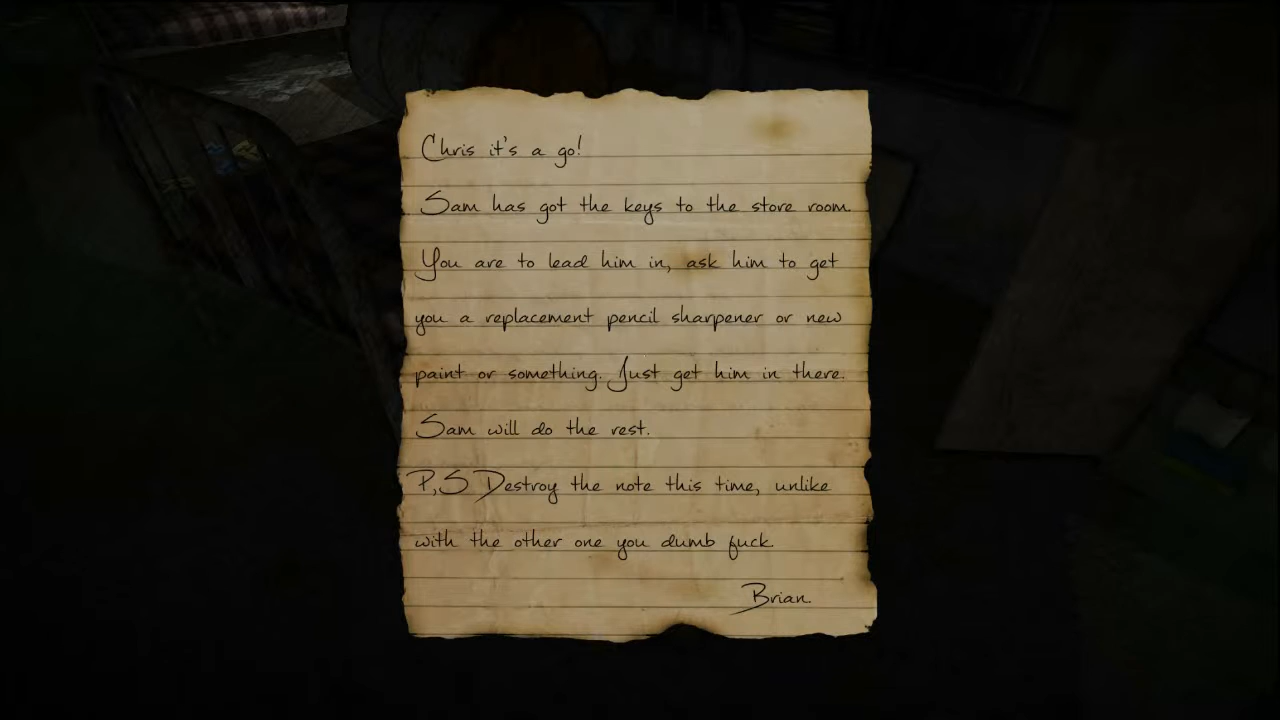 Chris it's a go!
Sam has got the keys to the store room.
You are to lead him in, ask him to get
you a replacement pencil sharpener or new
paint or something. Just get him in there.
Sam will do the rest.
P,S Destroy the note this time, unlike
with the other one you dumb fuck.
Brian.